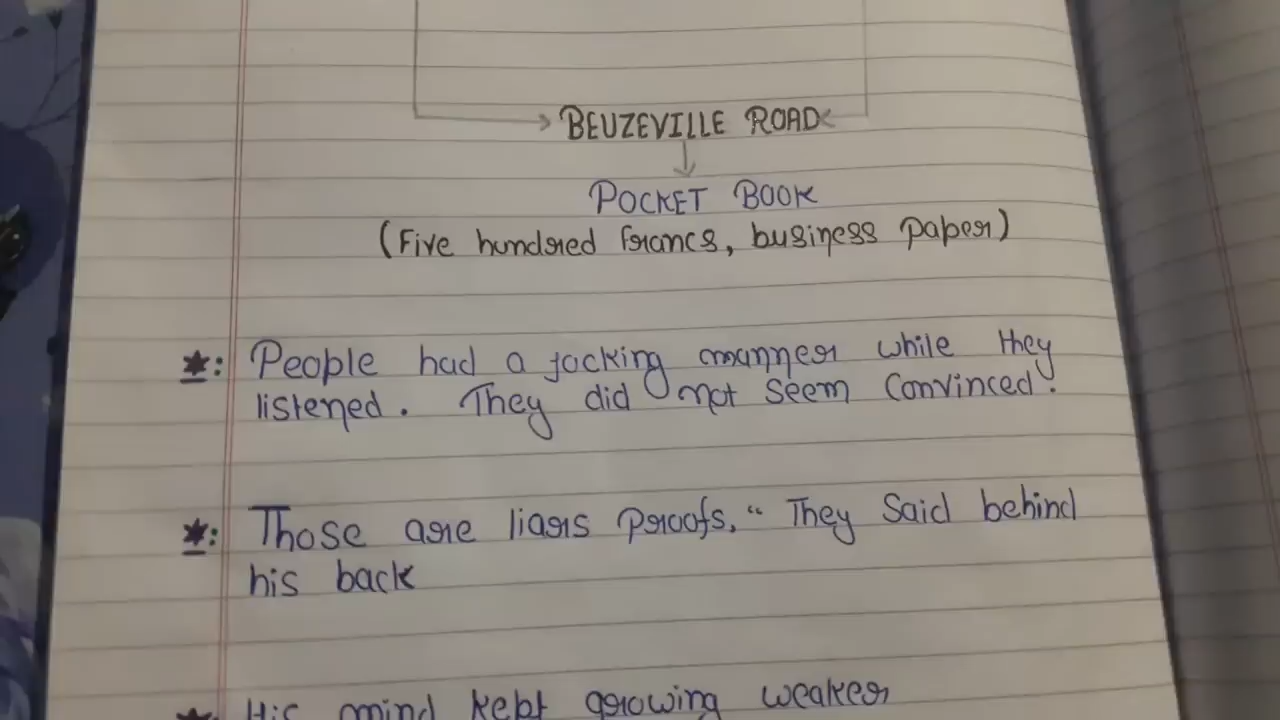 BEUZEVILLE ROAD
POCKET BOOK
(Five hundred francs, business paper)
*: People had a jocking manner while they
listened. They did not seem convinced.
*: Those are liars proofs," They said behind
his back
* His mind kept growing weaker